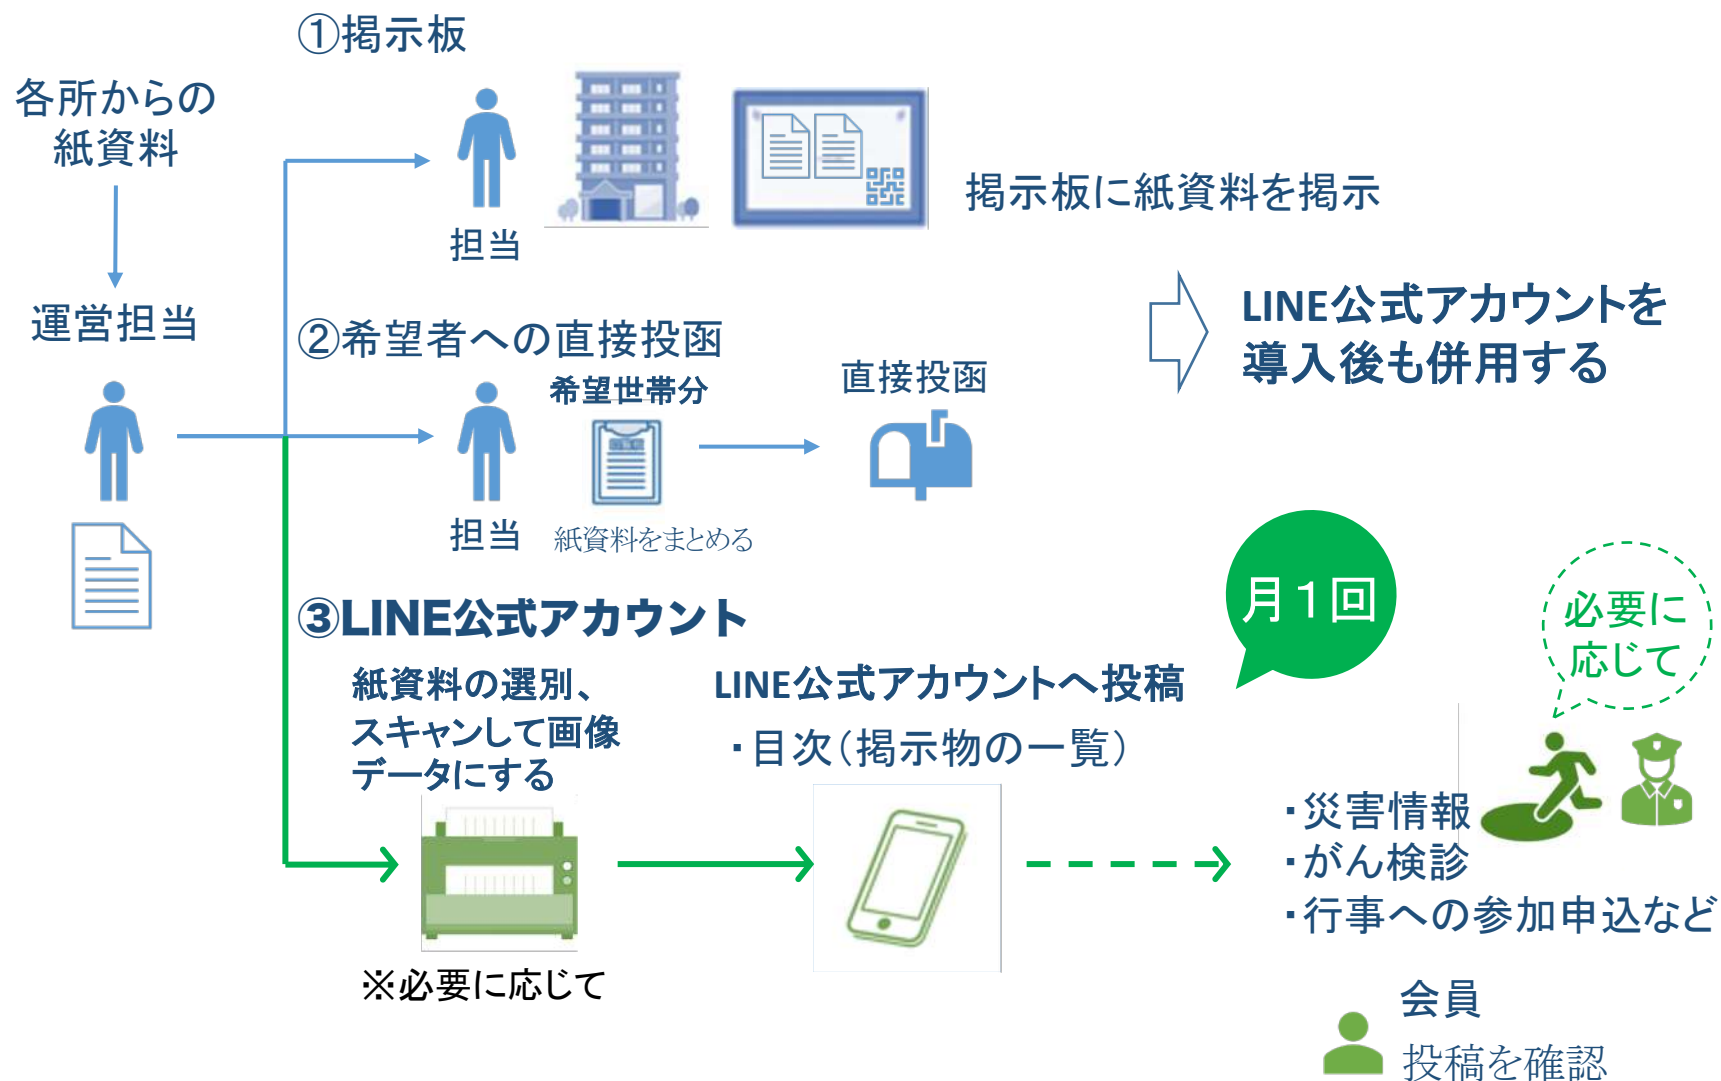 ①掲示板
各所からの
紙資料
担当
掲示板に紙資料を掲示
運営担当
②希望者への直接投函
希望世帯分
直接投函
LINE公式アカウントを
導入後も併用する
担当
紙資料をまとめる
③LINE公式アカウント
月1回
必要に
応じて
紙資料の選別、
スキャンして画像
データにする
LINE公式アカウントへ投稿
・目次(掲示物の一覧)
・災害情報
・がん検診
・行事への参加申込など
※必要に応じて
会員
投稿を確認